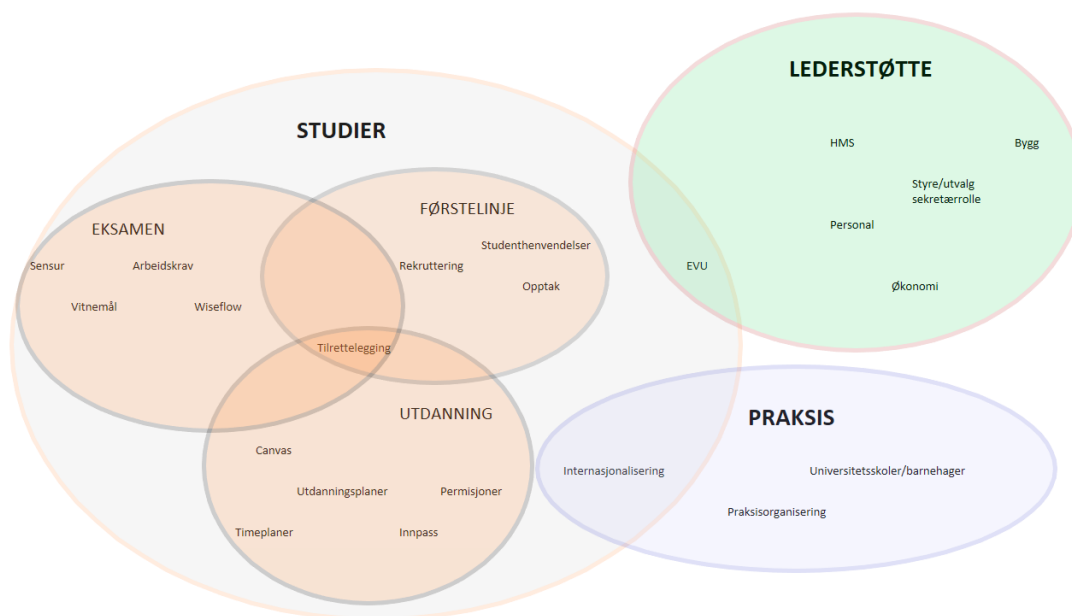 LEDERSTØTTE
STUDIER
HMS
Bygg
Styre/utvalg
sekretærrolle
FØRSTELINJE
EKSAMEN
Personal
Studenthenvendelser
Sensur
Arbeidskrav
Rekruttering
EVU
Opptak
Økonomi
Vitnemål
Wiseflow
Tilrettelegging
UTDANNING
PRAKSIS
Canvas
Internasjonalisering
Universitetsskoler/barnehager
Utdanningsplaner
Permisjoner
Praksisorganisering
Timeplaner
Innpass